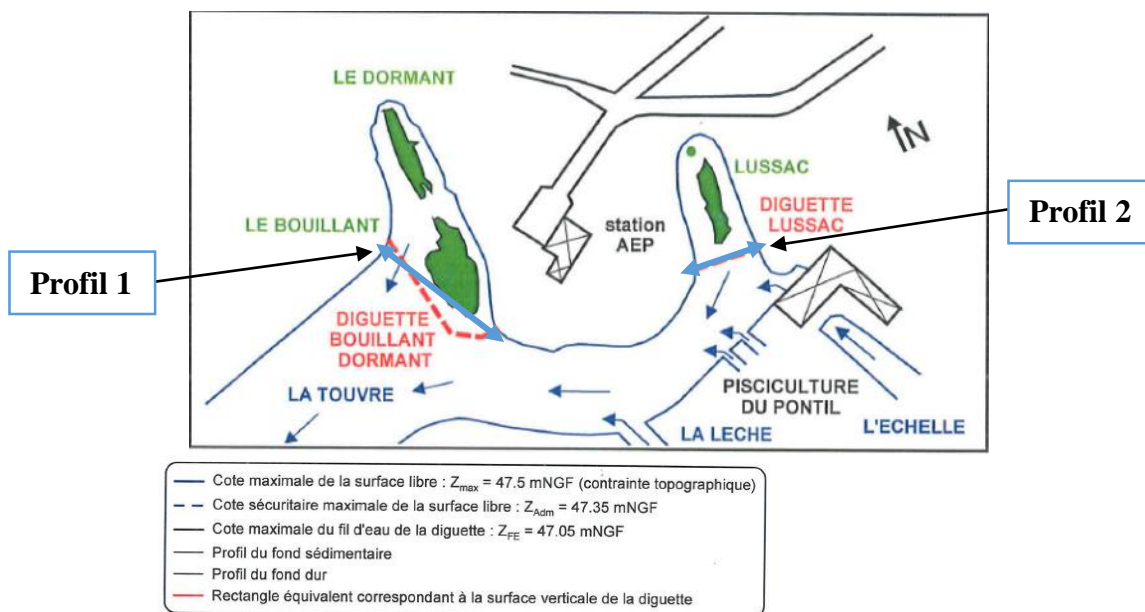 LE DORMANT
N
LUSSAC
LE BOUILLANT
DIGUETTE
LUSSAC
Profil 2
station
AEP
Profil 1
DIGUETTE
BOUILLANT
DORMANT
LA TOUVRE
PISCICULTURE
DU PONTIL
LA LECHE
L'ECHELLE
Cote maximale de la surface libre : Zmax = 47.5 mNGF (contrainte topographique)
Cote sécuritaire maximale de la surface libre : ZAdm = 47.35 mNGF
Cote maximale du fil d'eau de la diguette : ZFE = 47.05 mNGF
Profil du fond sédimentaire
Profil du fond dur
Rectangle équivalent correspondant à la surface verticale de la diguette